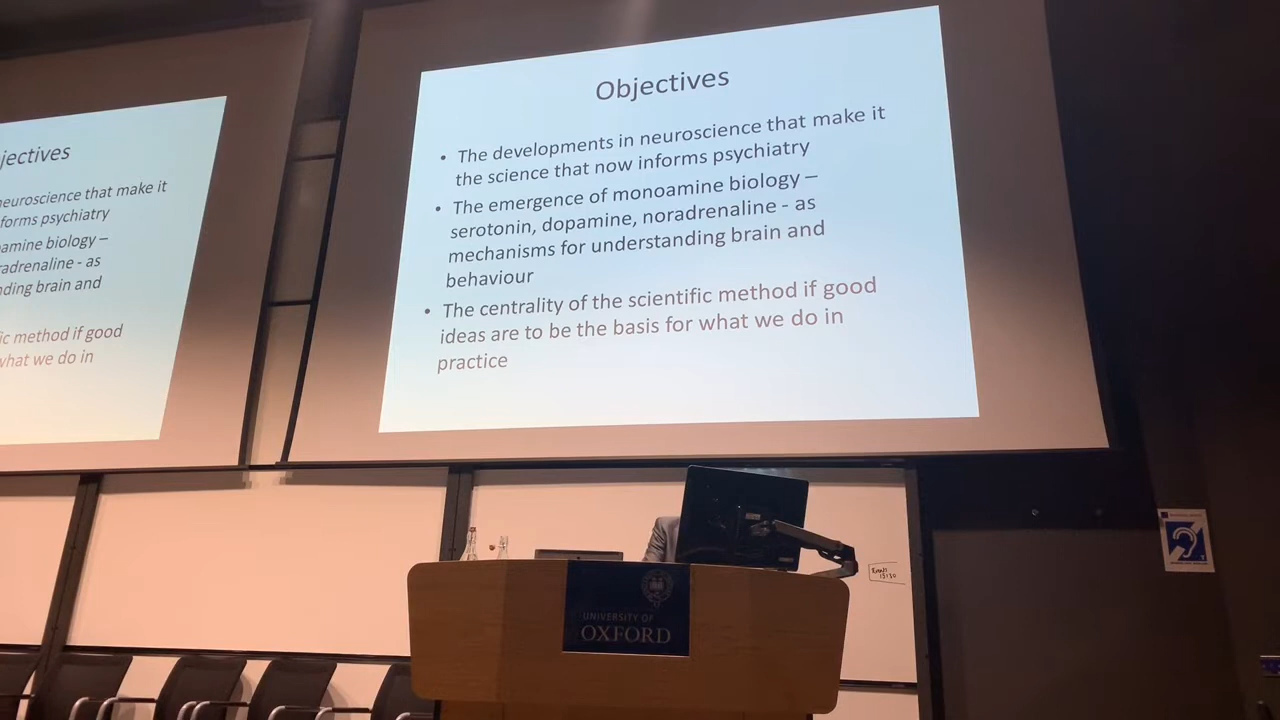 Objectives
• The developments in neuroscience that make it
the science that now informs psychiatry
• The emergence of monoamine biology –
serotonin, dopamine, noradrenaline - as
mechanisms for understanding brain and
behaviour
• The centrality of the scientific method if good
ideas are to be the basis for what we do in
practice
jectives
neuroscience that make it
forms psychiatry
amine biology –
radrenaline - as
nding brain and
fic method if good
what we do in
UNIVERSITY OF
OXFORD